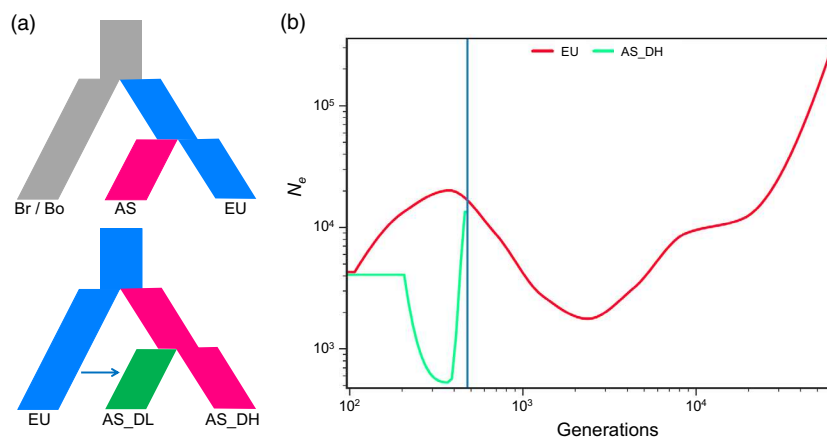 (a)
Br / Bo AS EU
EU AS_DL AS_DH
(b)
EU AS_DH
10^5
10^4
10^3
N_e
10^2 10^3 10^4
Generations